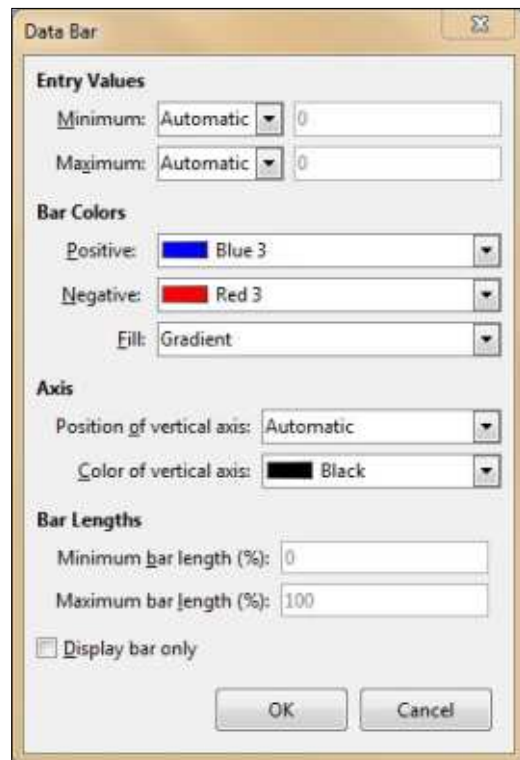 Data Bar
Entry Values
Minimum: Automatic 0
Maximum: Automatic 0
Bar Colors
Positive: Blue 3
Negative: Red 3
Fill: Gradient
Axis
Position of vertical axis: Automatic
Color of vertical axis: Black
Bar Lengths
Minimum bar length (%): 0
Maximum bar length (%): 100
Display bar only
OK Cancel